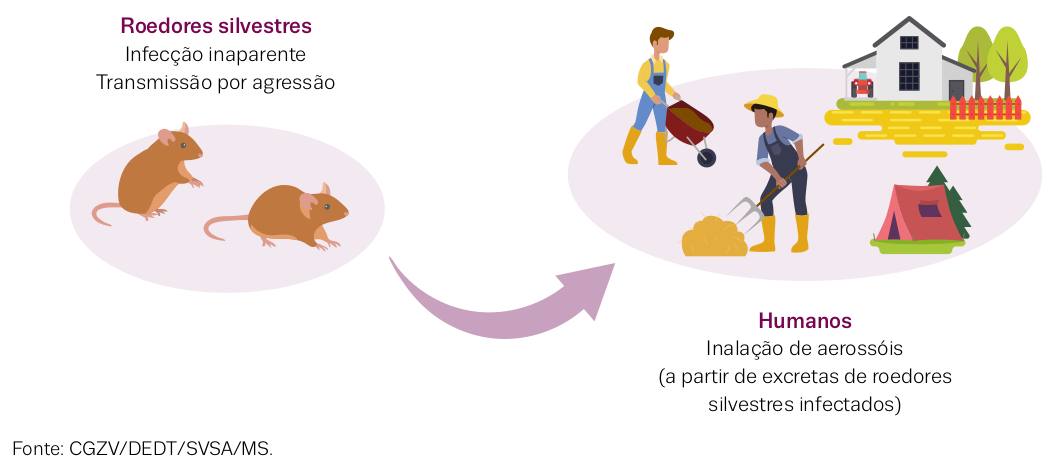 Roedores silvestres
Infecção inaparente
Transmissão por agressão
Humanos
Inalação de aerossóis
(a partir de excretas de roedores
silvestres infectados)
Fonte: CGZV/DEDT/SVSA/MS.